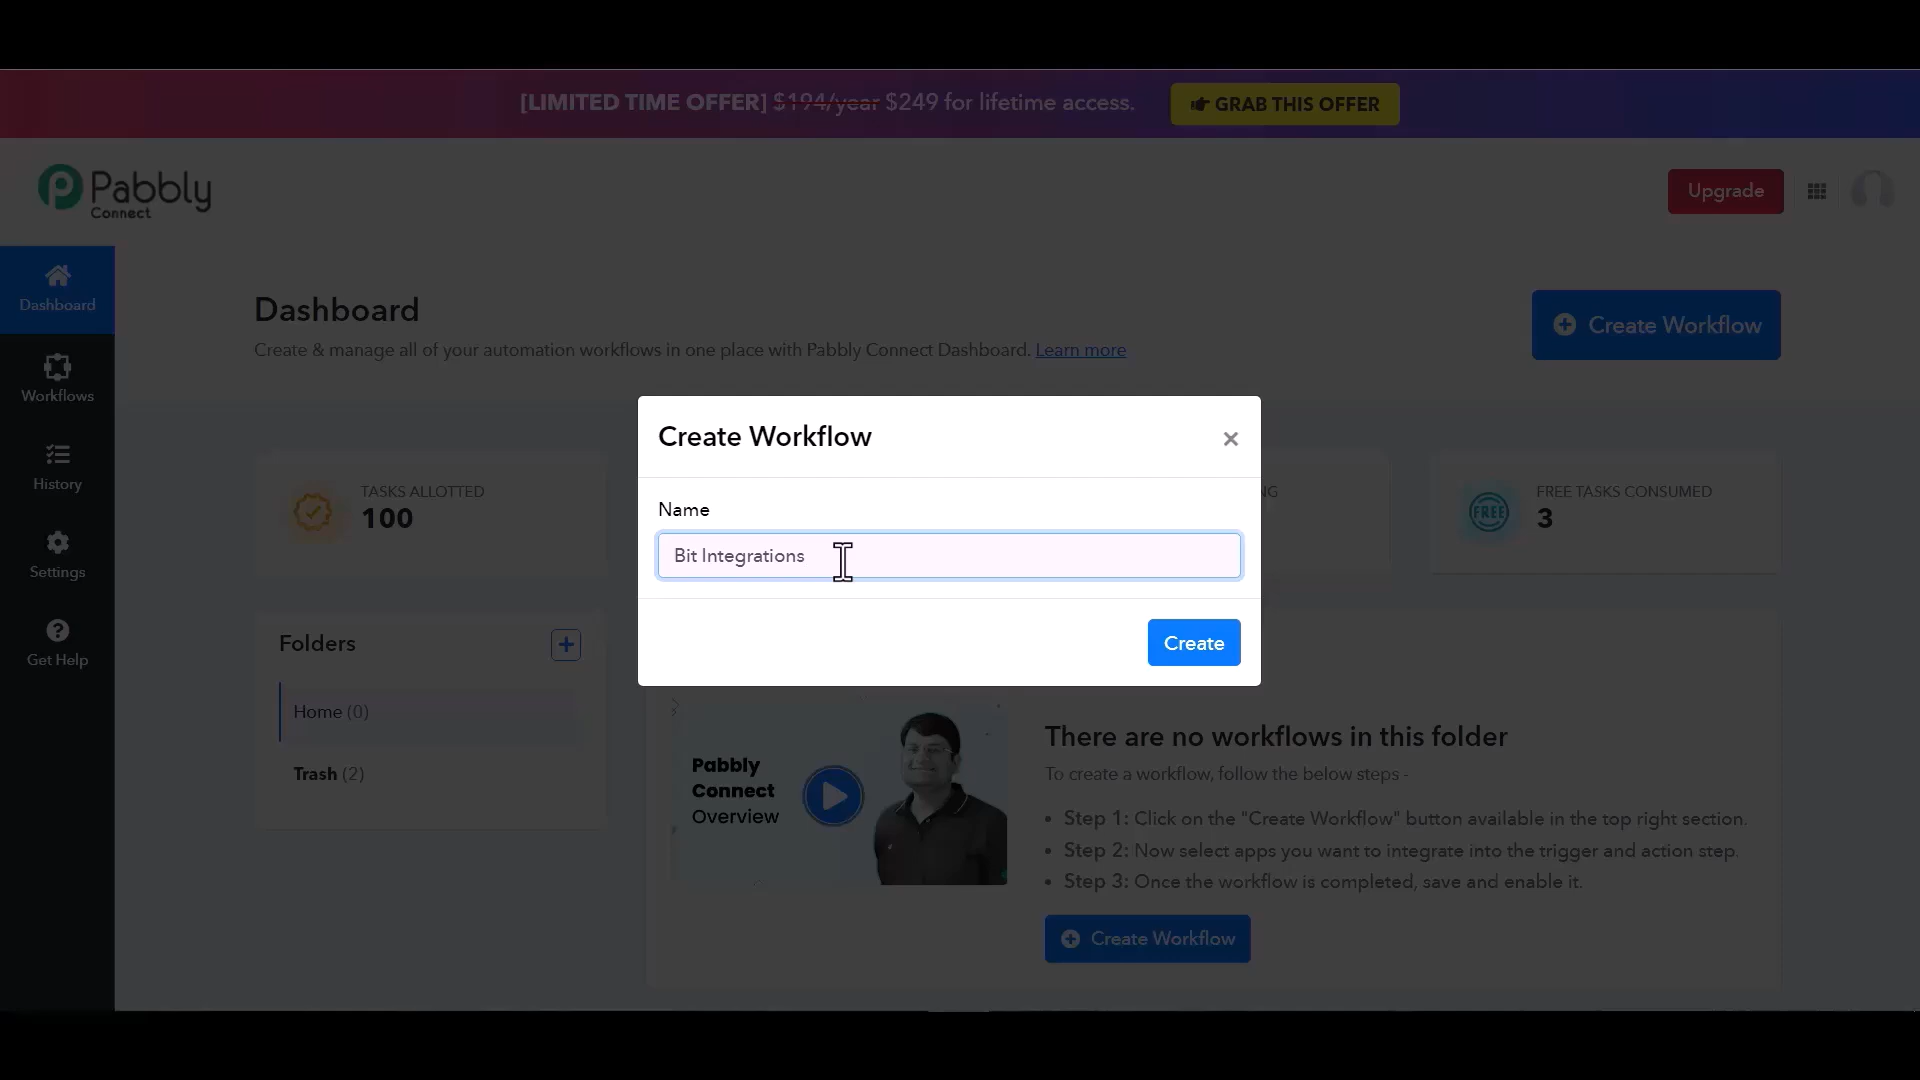 [LIMITED TIME OFFER] $194/year $249 for lifetime access. GRAB THIS OFFER
Pabbly
Connect
Upgrade
Dashboard
Workflows
History
Settings
Get Help
Dashboard
Create & manage all of your automation workflows in one place with Pabbly Connect Dashboard. Learn more
Create Workflow
TASKS ALLOTTED
100
NG
FREE
FREE TASKS CONSUMED
3
Create Workflow
×
Name
Bit Integrations
Create
Folders
Home (0)
Trash (2)
Pabbly
Connect
Overview
There are no workflows in this folder
To create a workflow, follow the below steps -
Step 1: Click on the "Create Workflow" button available in the top right section.
Step 2: Now select apps you want to integrate into the trigger and action step.
Step 3: Once the workflow is completed, save and enable it.
Create Workflow